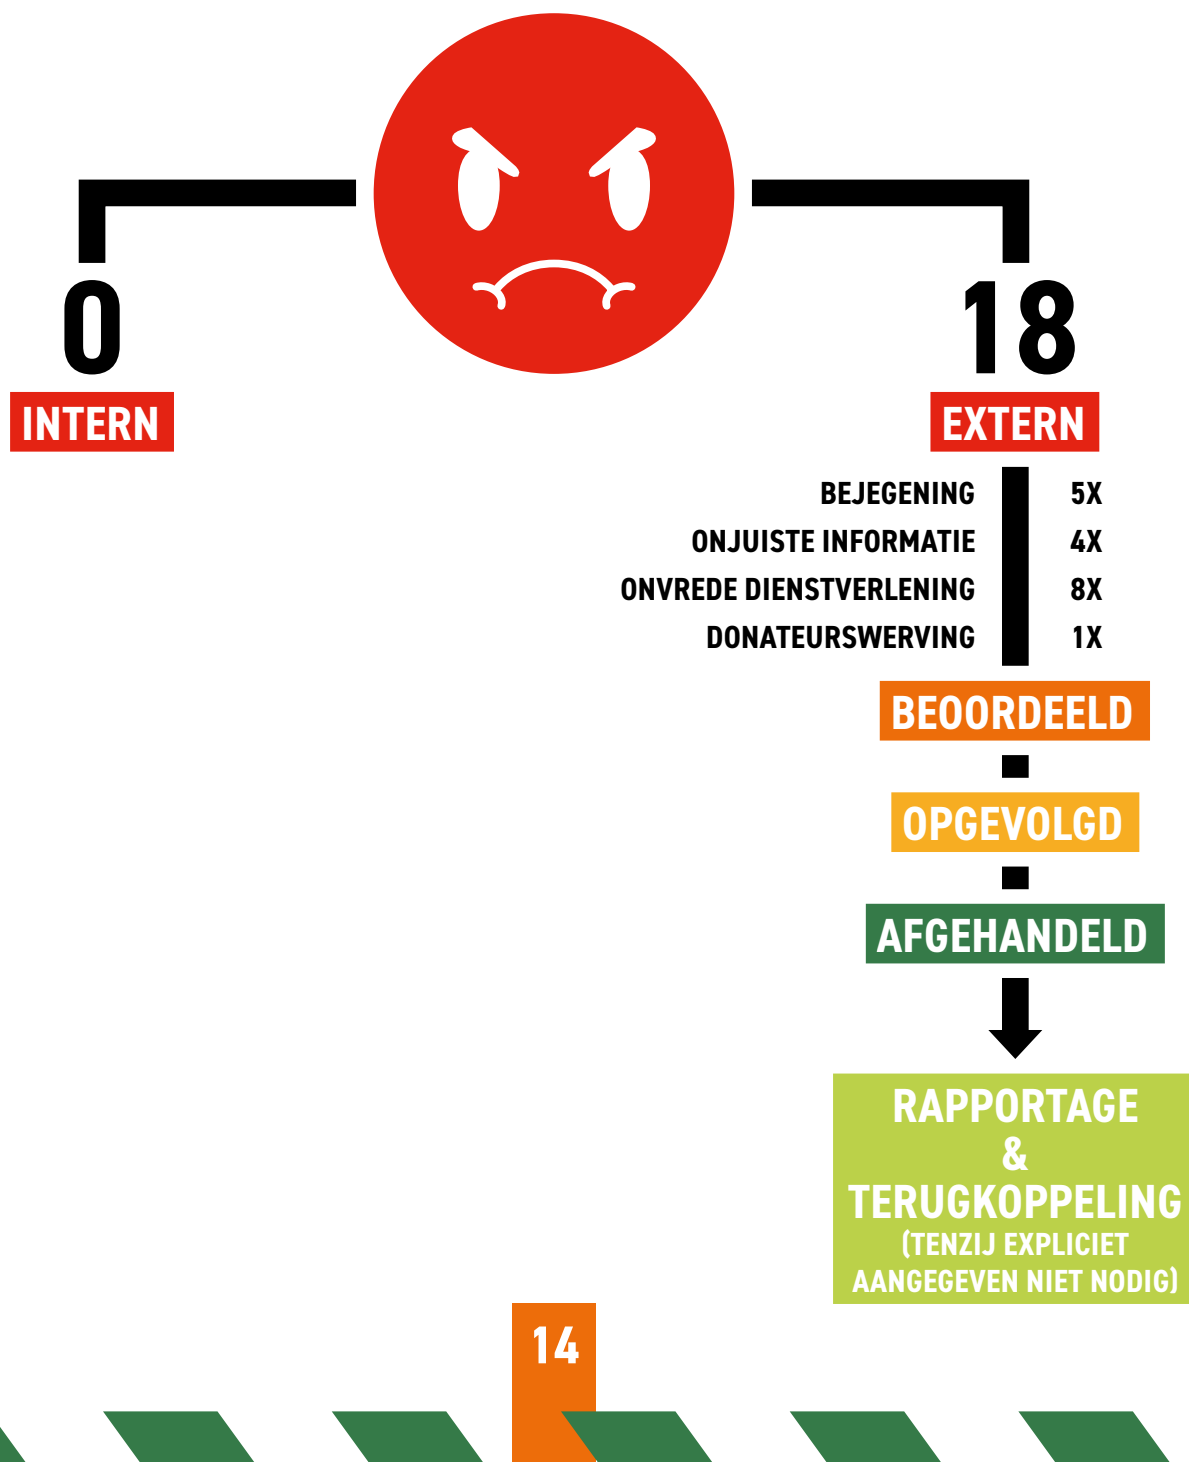 0
INTERN
18
EXTERN
BEJEGENING 5X
ONJUISTE INFORMATIE 4X
ONVREDE DIENSTVERLENING 8X
DONATEURSWERVING 1X
BEOORDEELD
OPGEVOLGD
AFGEHANDELD
RAPPORTAGE
&
TERUGKOPPELING
(TENZIJ EXPLICIET
AANGEGEVEN NIET NODIG)
14